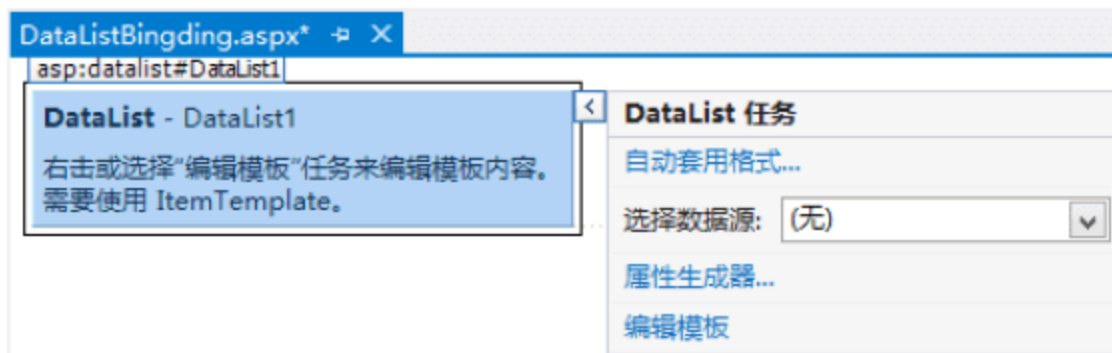 DataListBingding.aspx*
asp:datalist#DataList1
DataList - DataList1
右击或选择“编辑模板”任务来编辑模板内容。
需要使用 ItemTemplate。
DataList 任务
自动套用格式...
选择数据源: (无)
属性生成器...
编辑模板